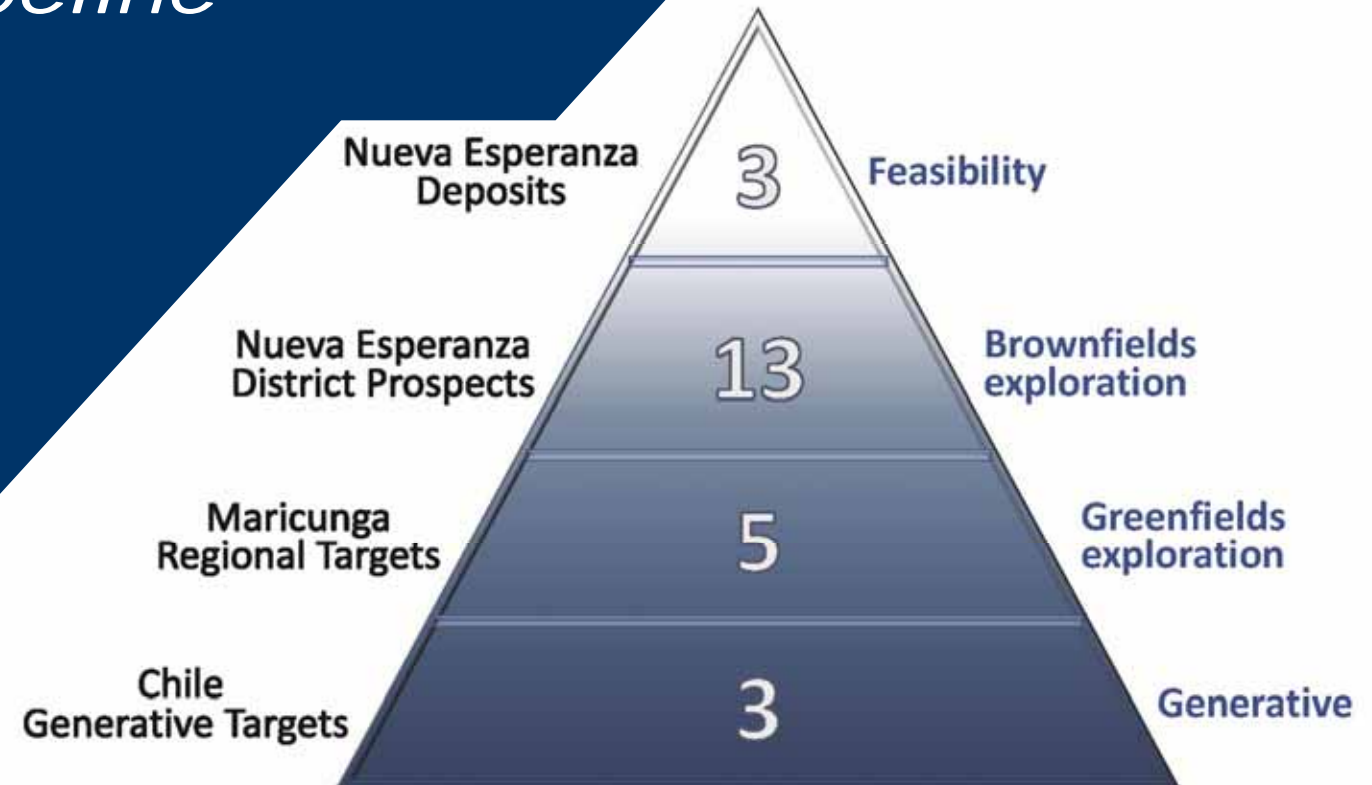 Nueva Esperanza
Deposits
3
Feasibility
Nueva Esperanza
District Prospects
13
Brownfields
exploration
Maricunga
Regional Targets
5
Greenfields
exploration
Chile
Generative Targets
3
Generative